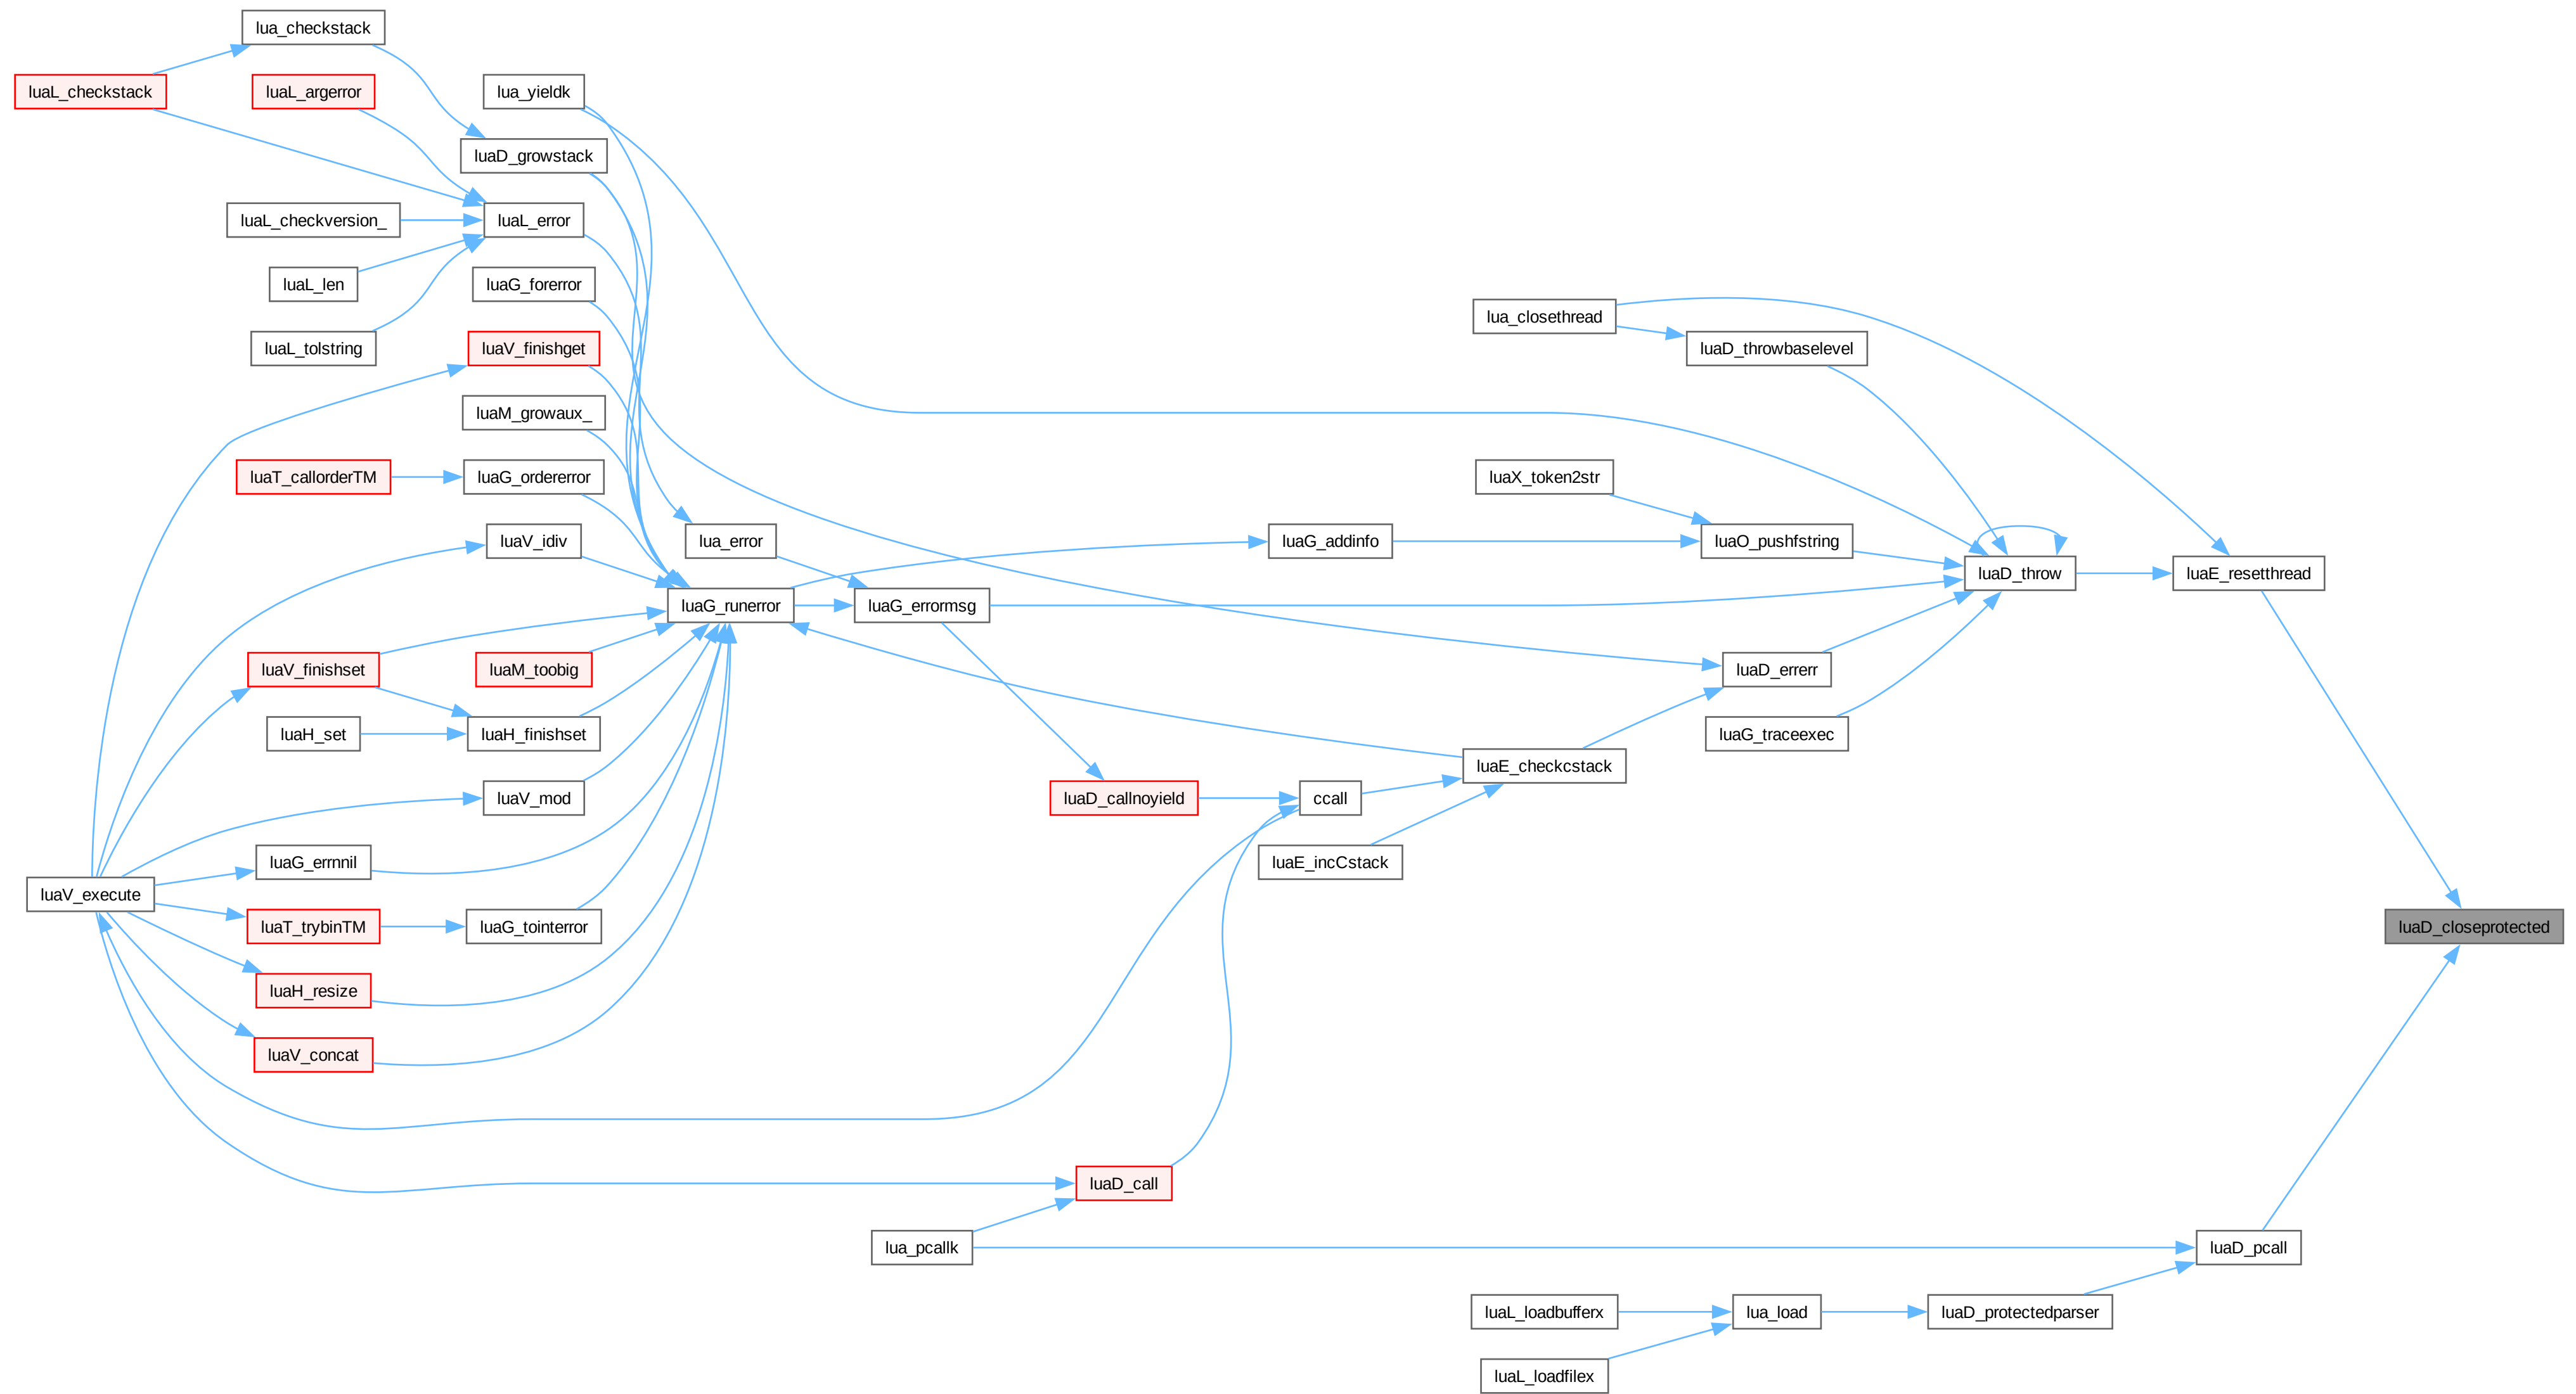 lua_checkstack
luaL_checkstack
luaL_argerror
lua_yieldk
luaD_growstack
luaL_checkversion_
luaL_error
luaL_len
luaG_forerror
lua_closethread
luaL_tolstring
luaV_finishget
luaD_throwbaselevel
luaM_growaux_
luaT_callorderTM
luaG_ordererror
luaX_token2str
luaV_idiv
lua_error
luaG_addinfo
luaO_pushfstring
luaD_throw
luaE_resetthread
luaG_runerror
luaG_errormsg
luaV_finishset
luaM_toobig
luaD_errerr
luaH_set
luaH_finishset
luaG_traceexec
luaE_checkcstack
luaV_mod
luaD_callnoyield
ccall
luaG_errnnil
luaE_incCstack
luaV_execute
luaT_trybinTM
luaG_tointerror
luaD_closeprotected
luaH_resize
luaV_concat
luaD_call
lua_pcallk
luaD_pcall
luaL_loadbufferx
lua_load
luaD_protectedparser
luaL_loadfilex